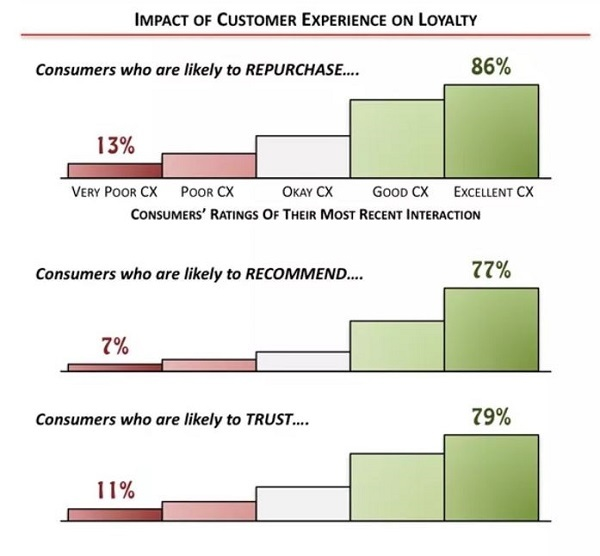 IMPACT OF CUSTOMER EXPERIENCE ON LOYALTY
Consumers who are likely to REPURCHASE....
86%
13%
VERY POOR CX POOR CX OKAY CX GOOD CX EXCELLENT CX
CONSUMERS' RATINGS OF THEIR MOST RECENT INTERACTION
Consumers who are likely to RECOMMEND....
77%
7%
Consumers who are likely to TRUST....
79%
11%